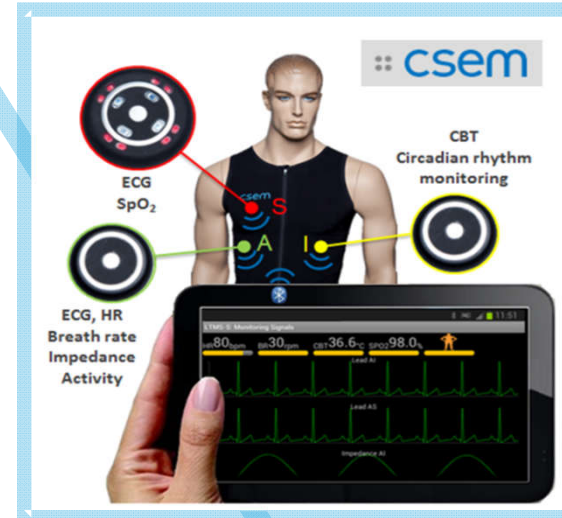 csem
ECG
SpO₂
CBT
Circadian rhythm
monitoring
csem
S
A
I
ECG, HR
Breath rate
Impedance
Activity
11:51
LTMS-S: Monitoring Signals
HR80bpm BR30rpm CBT36.6°C SPO298.0%
Lead AI
Lead AS
Impedance AI